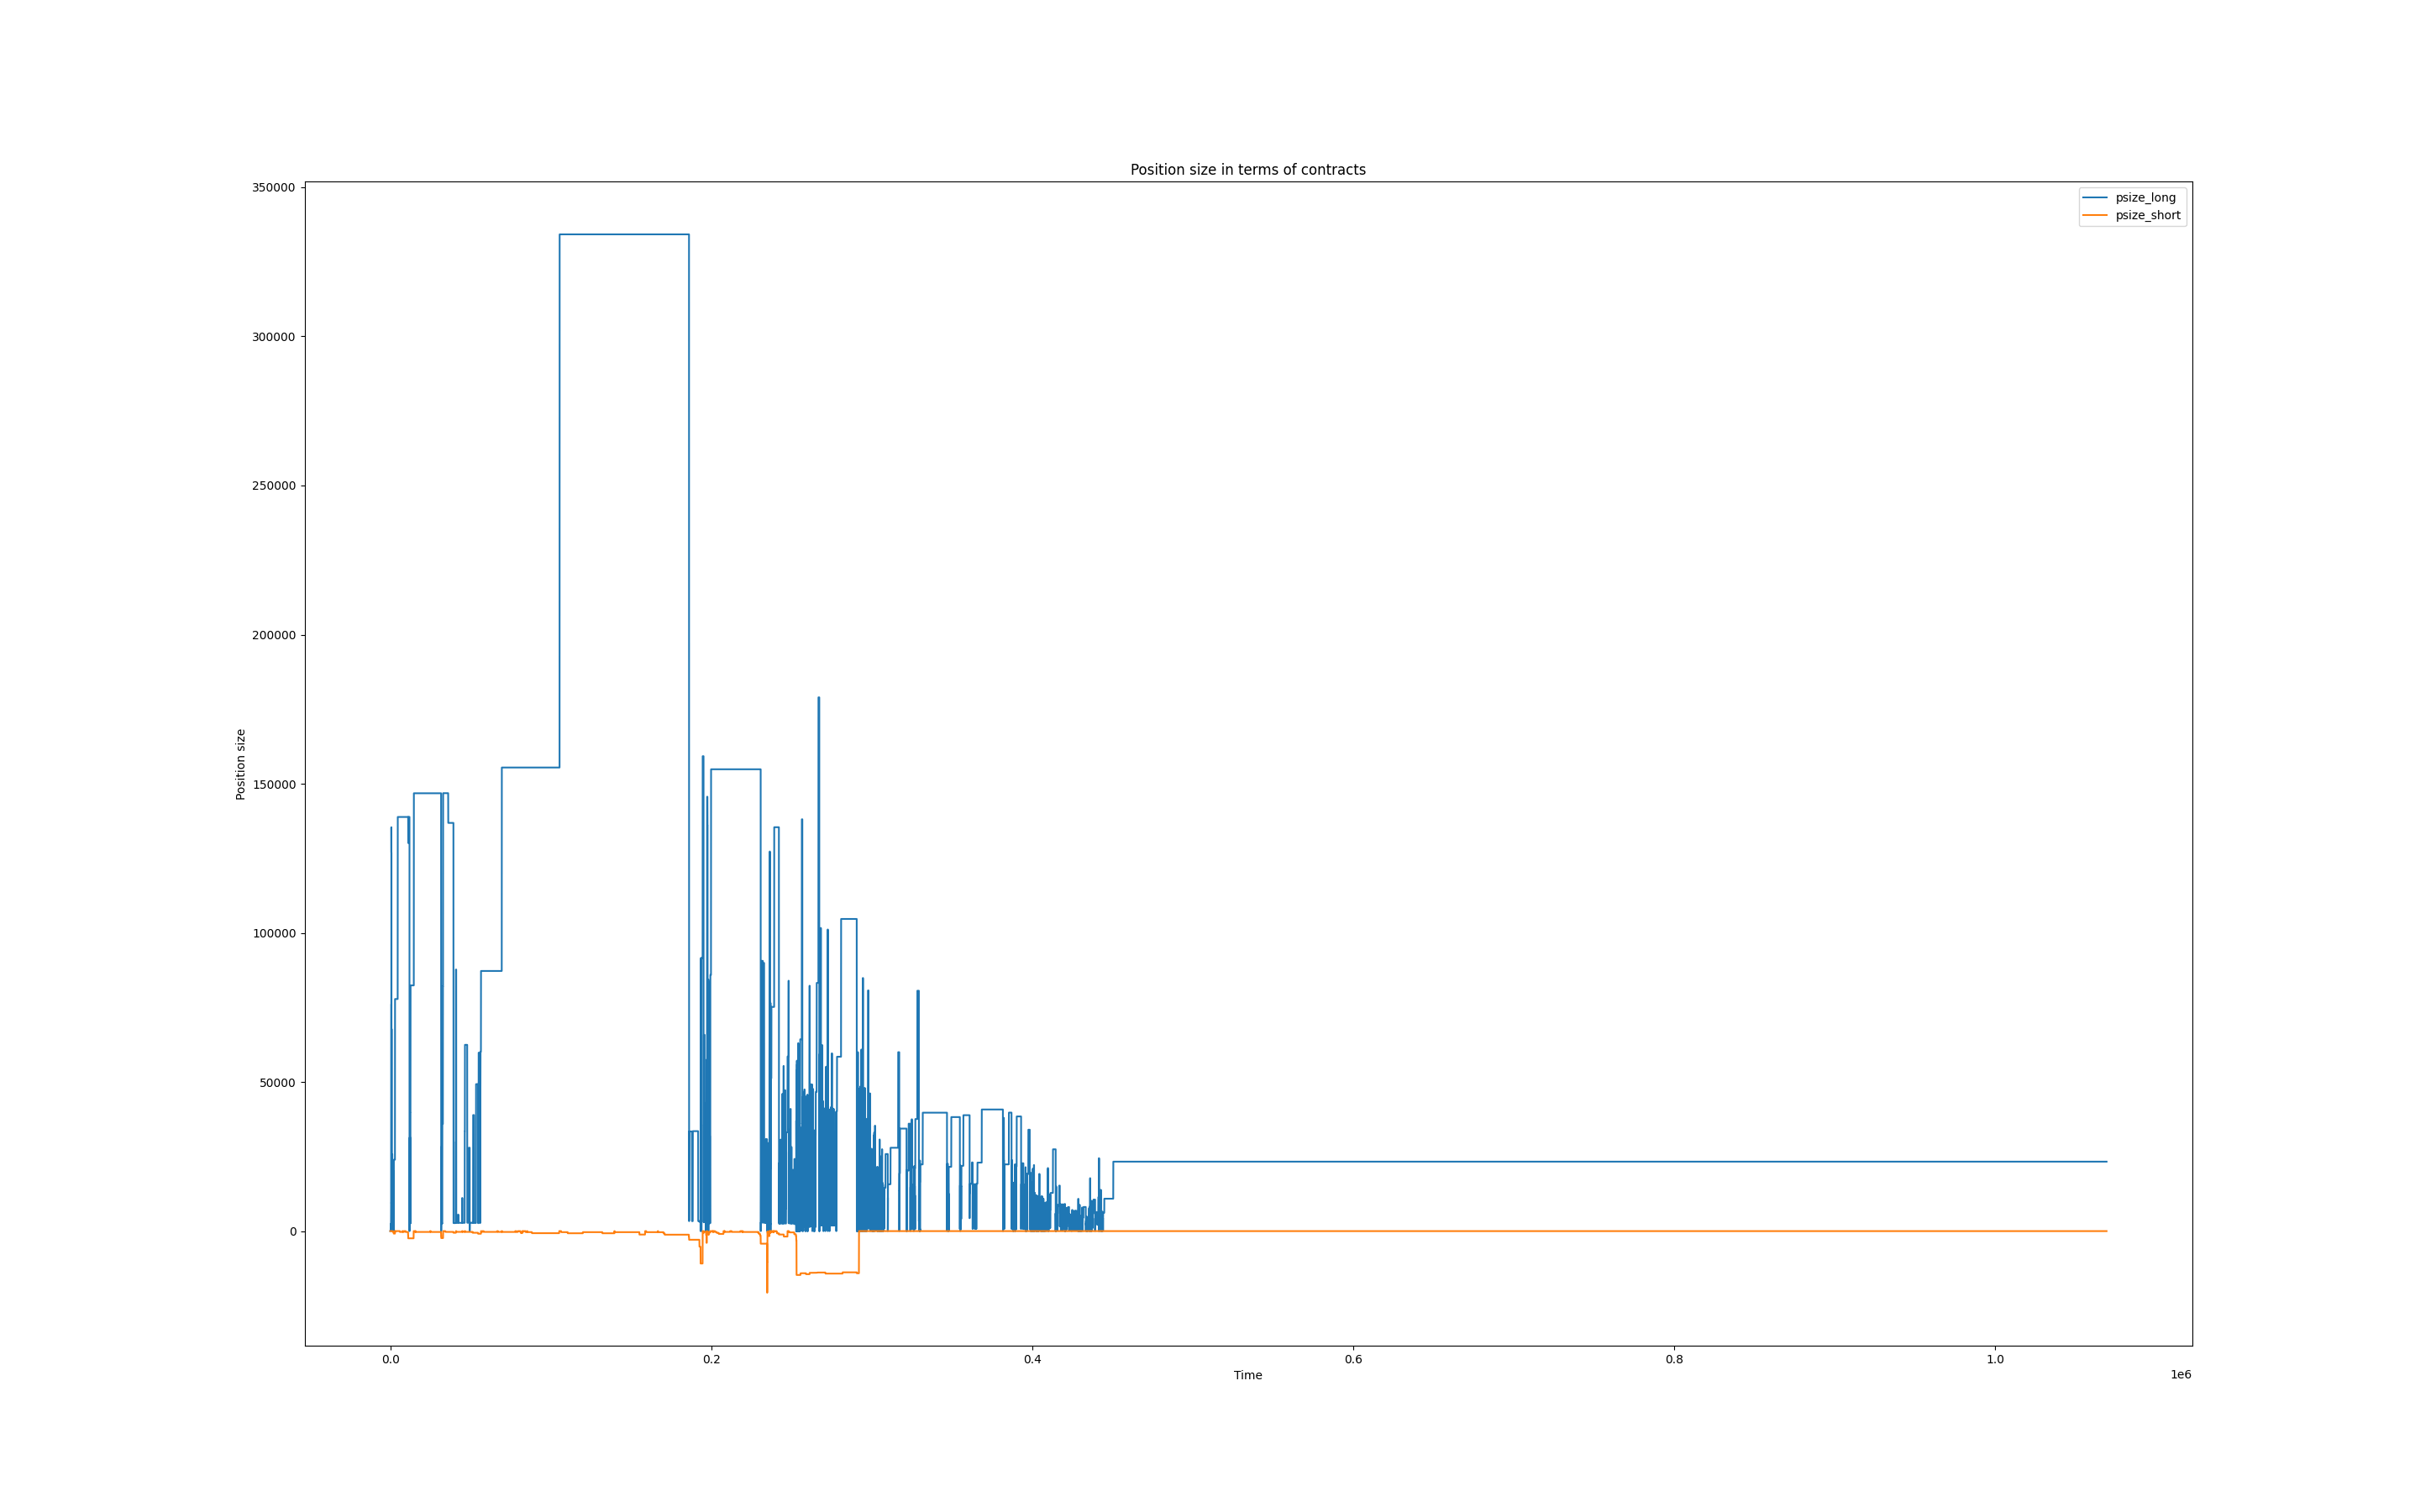 Position size in terms of contracts
psize_long
psize_short
Position size
350000
300000
250000
200000
150000
100000
50000
0
0.0 0.2 0.4 0.6 0.8 1.0
Time
1e6